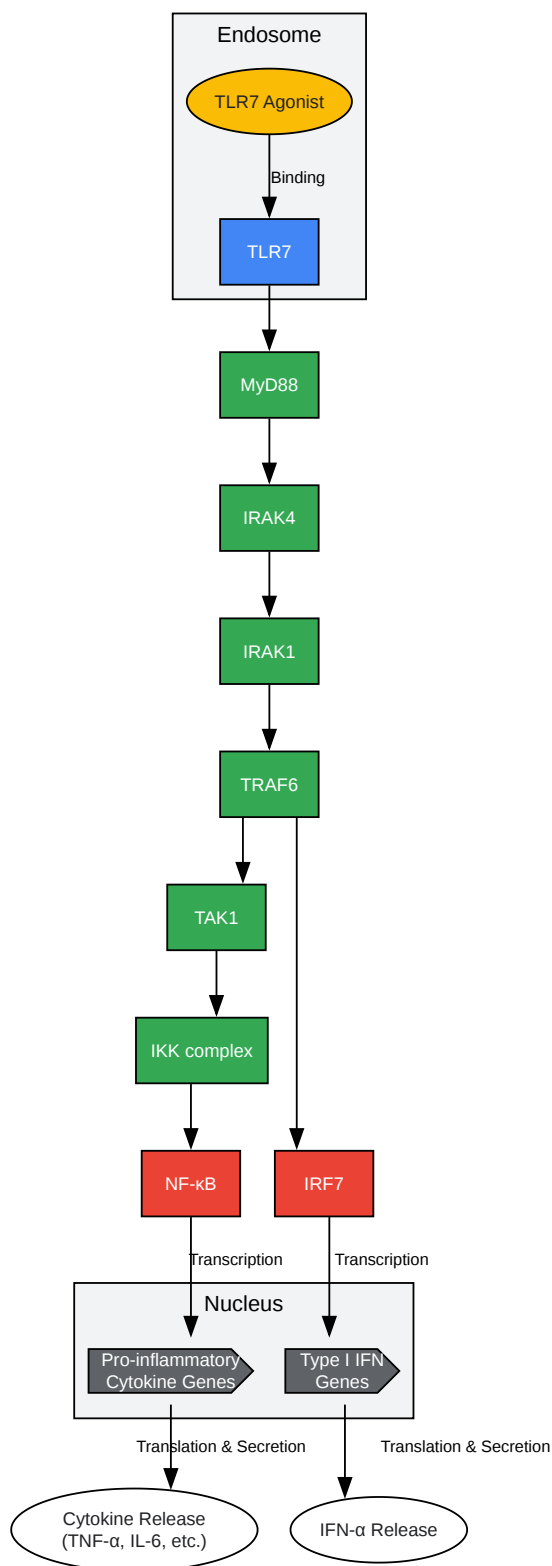 Endosome
TLR7 Agonist
Binding
TLR7
MyD88
IRAK4
IRAK1
TRAF6
TAK1
IKK complex
NF-κB
IRF7
Transcription
Transcription
Nucleus
Pro-inflammatory
Cytokine Genes
Type I IFN
Genes
Translation & Secretion
Translation & Secretion
Cytokine Release
(TNF-α, IL-6, etc.)
IFN-α Release